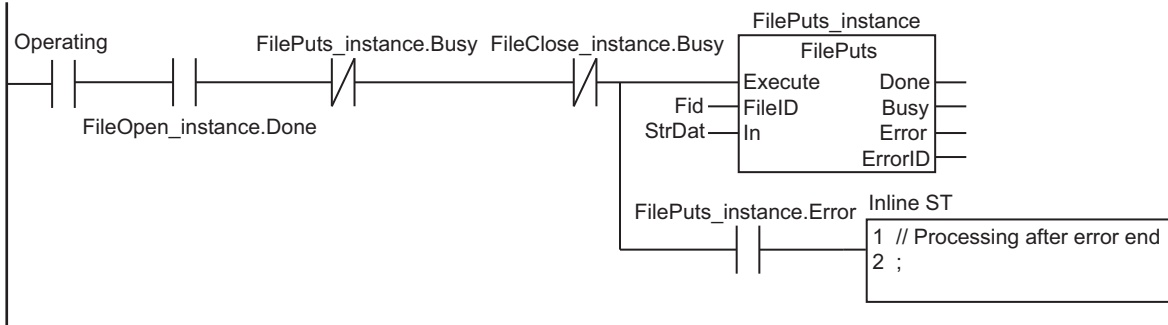 FilePuts_instance
Operating
FilePuts_instance.Busy
FileClose_instance.Busy
FilePuts
FileOpen_instance.Done
Execute
Done
Fid
FileID
Busy
StrDat
In
Error
ErrorID
FilePuts_instance.Error
Inline ST
1 // Processing after error end
2 ;